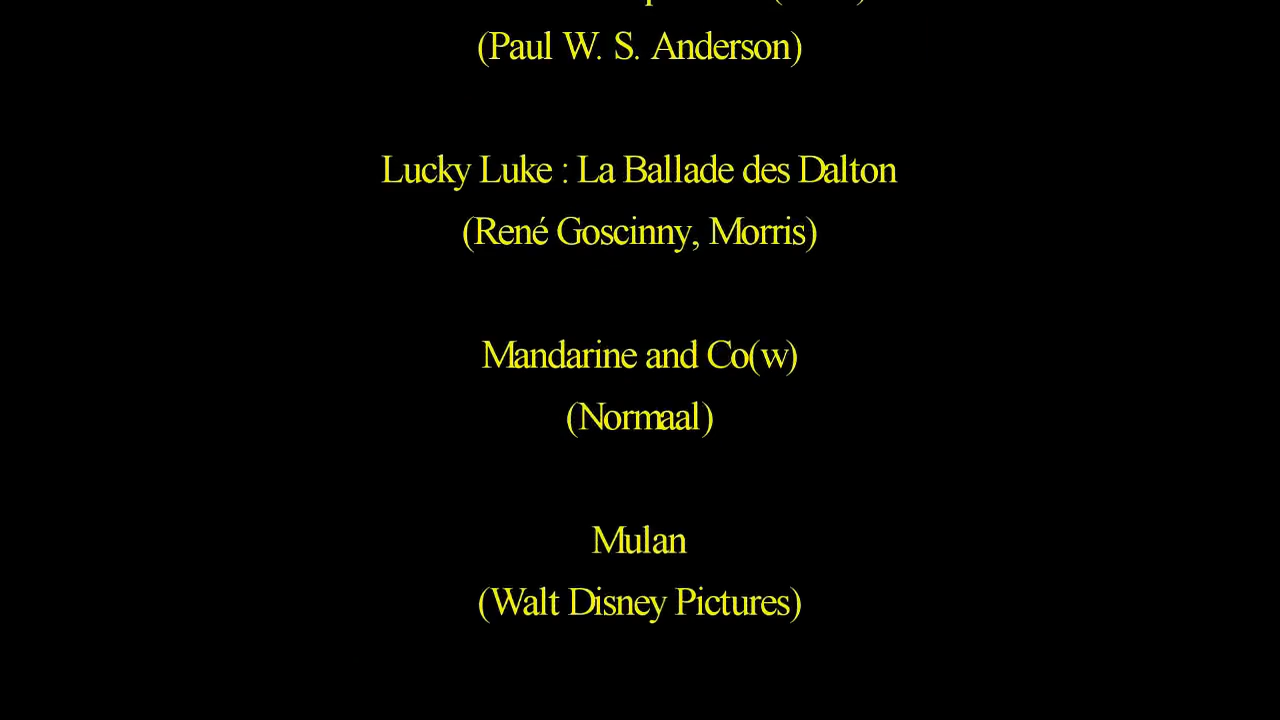 (Paul W. S. Anderson)
Lucky Luke : La Ballade des Dalton
(René Goscinny, Morris)
Mandarine and Co(w)
(Normaal)
Mulan
(Walt Disney Pictures)